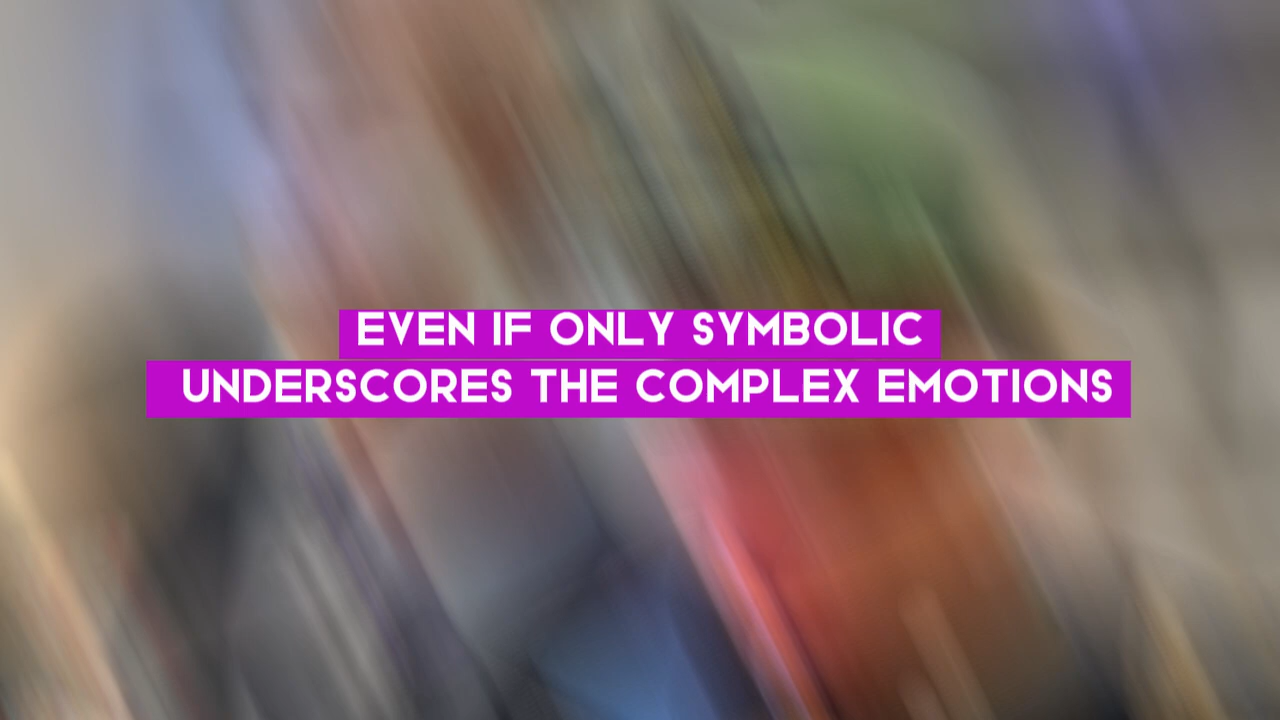 EVEN IF ONLY SYMBOLIC
UNDERSCORES THE COMPLEX EMOTIONS